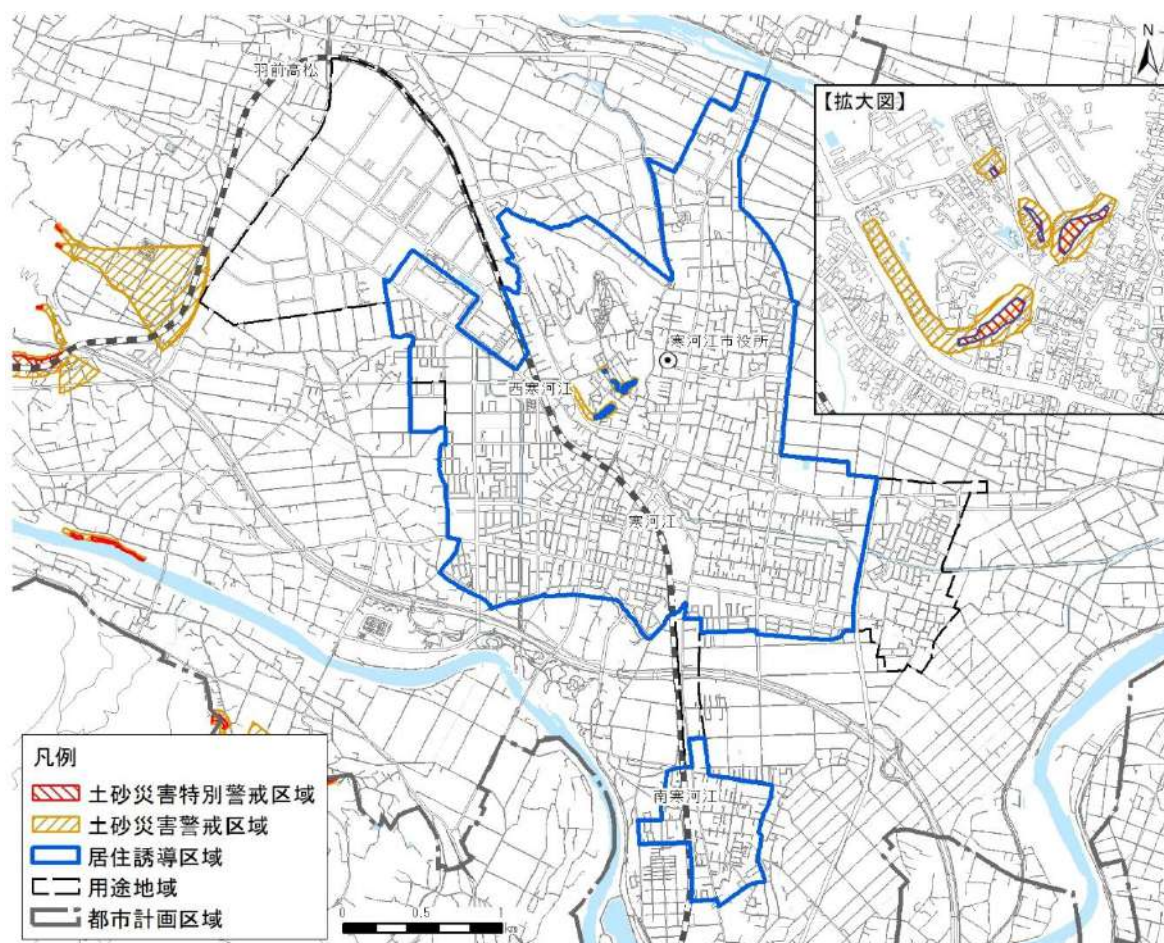 羽前高松
N
【拡大図】
寒河江市役所
西寒河江
寒河江
南寒河江
凡例
土砂災害特別警戒区域
土砂災害警戒区域
居住誘導区域
用途地域
都市計画区域
0 0.5 1
km